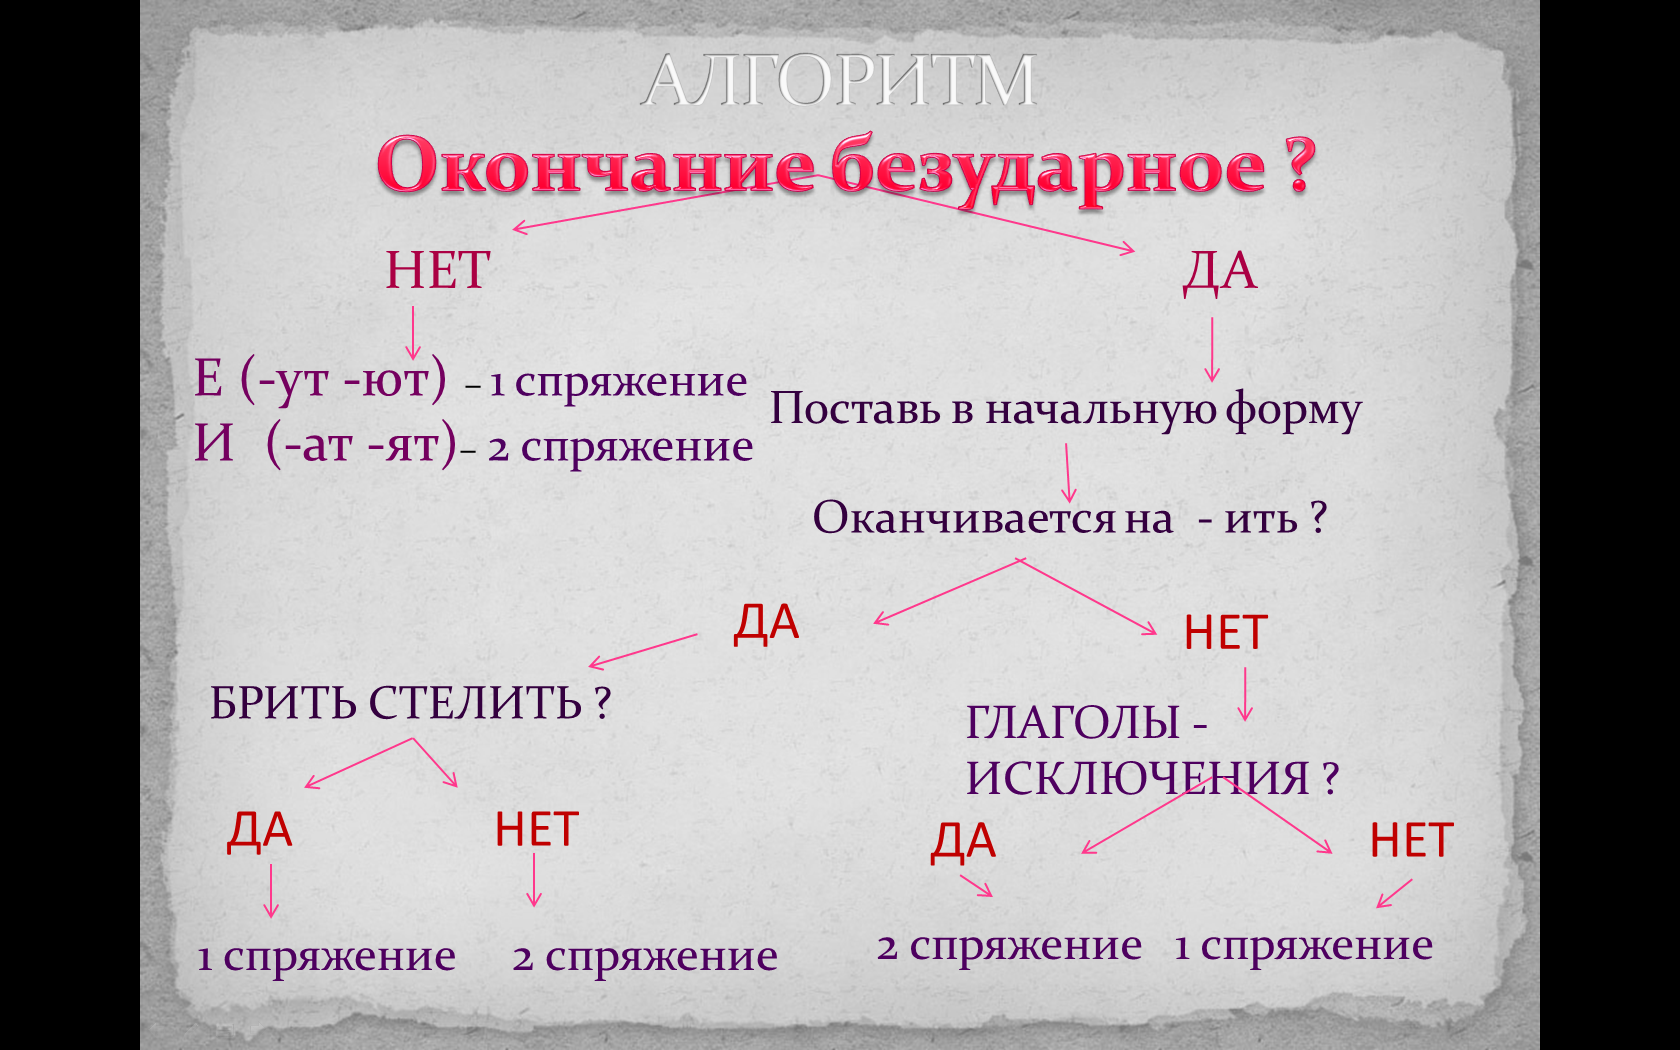 АЛГОРИТМ
Окончание безударное ?
НЕТ
ДА
Е (-ут -ют) – 1 спряжение
И (-ат -ят)– 2 спряжение
Поставь в начальную форму
Оканчивается на - ить ?
ДА
НЕТ
БРИТЬ СТЕЛИТЬ ?
ГЛАГОЛЫ -
ИСКЛЮЧЕНИЯ ?
ДА
НЕТ
ДА
НЕТ
1 спряжение
2 спряжение
2 спряжение
1 спряжение